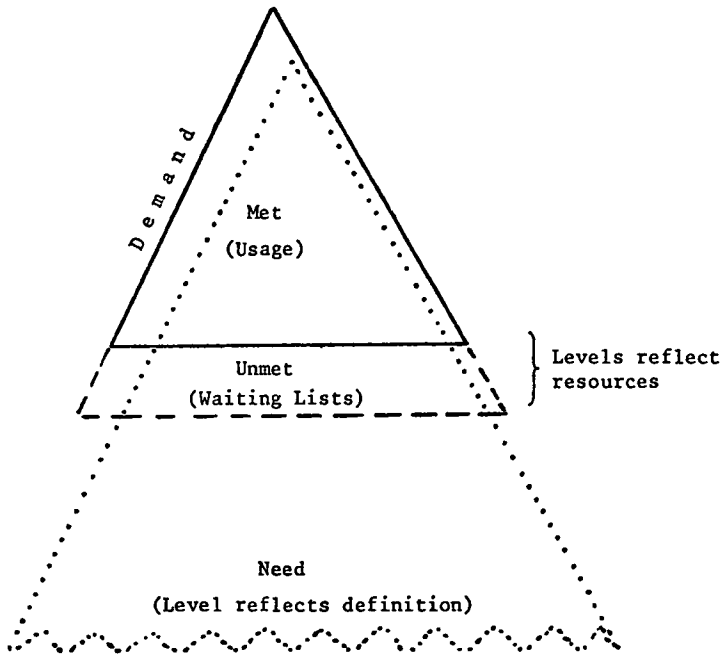 Demand
Met
(Usage)
Unmet
(Waiting Lists)
Levels reflect
resources
Need
(Level reflects definition)